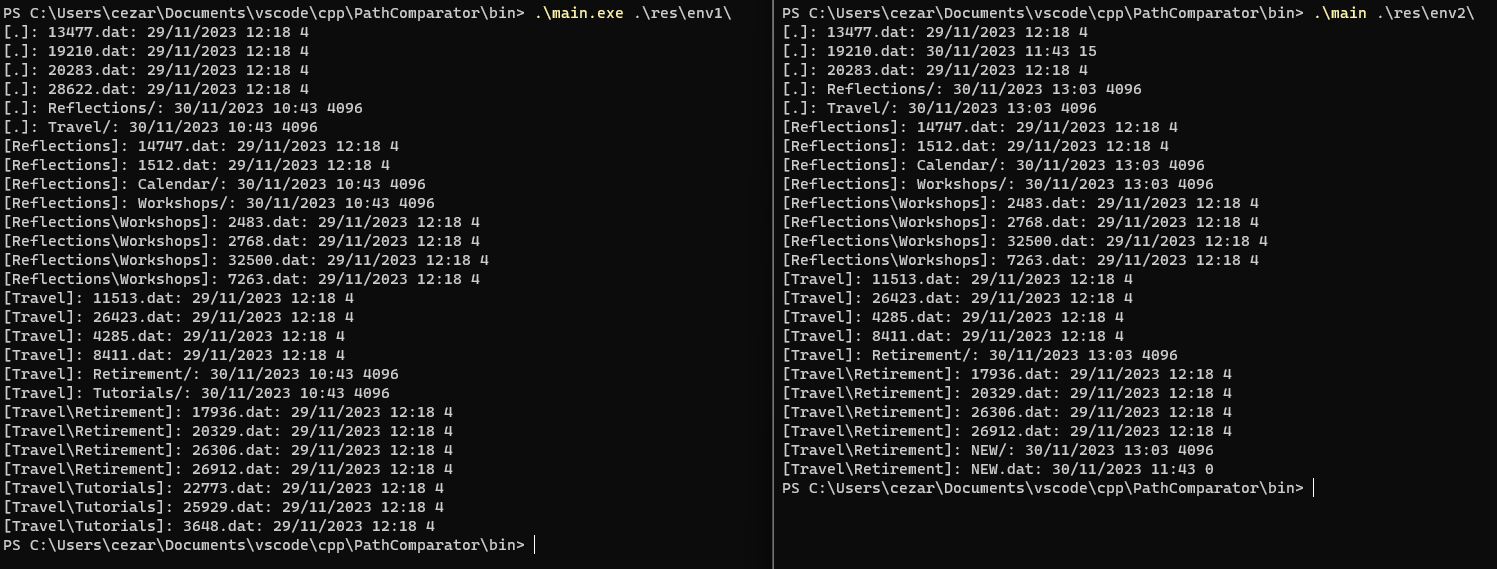 PS C:\Users\cezar\Documents\vscode\cpp\PathComparator\bin> .\main.exe .\res\env1\
[.]: 13477.dat: 29/11/2023 12:18 4
[.]: 19210.dat: 29/11/2023 12:18 4
[.]: 20283.dat: 29/11/2023 12:18 4
[.]: 28622.dat: 29/11/2023 12:18 4
[.]: Reflections/: 30/11/2023 10:43 4096
[.]: Travel/: 30/11/2023 10:43 4096
[Reflections]: 14747.dat: 29/11/2023 12:18 4
[Reflections]: 1512.dat: 29/11/2023 12:18 4
[Reflections]: Calendar/: 30/11/2023 10:43 4096
[Reflections]: Workshops/: 30/11/2023 10:43 4096
[Reflections\Workshops]: 2483.dat: 29/11/2023 12:18 4
[Reflections\Workshops]: 2768.dat: 29/11/2023 12:18 4
[Reflections\Workshops]: 32500.dat: 29/11/2023 12:18 4
[Reflections\Workshops]: 7263.dat: 29/11/2023 12:18 4
[Travel]: 11513.dat: 29/11/2023 12:18 4
[Travel]: 26423.dat: 29/11/2023 12:18 4
[Travel]: 4285.dat: 29/11/2023 12:18 4
[Travel]: 8411.dat: 29/11/2023 12:18 4
[Travel]: Retirement/: 30/11/2023 10:43 4096
[Travel]: Tutorials/: 30/11/2023 10:43 4096
[Travel\Retirement]: 17936.dat: 29/11/2023 12:18 4
[Travel\Retirement]: 20329.dat: 29/11/2023 12:18 4
[Travel\Retirement]: 26306.dat: 29/11/2023 12:18 4
[Travel\Retirement]: 26912.dat: 29/11/2023 12:18 4
[Travel\Tutorials]: 22773.dat: 29/11/2023 12:18 4
[Travel\Tutorials]: 25929.dat: 29/11/2023 12:18 4
[Travel\Tutorials]: 3648.dat: 29/11/2023 12:18 4
PS C:\Users\cezar\Documents\vscode\cpp\PathComparator\bin>
PS C:\Users\cezar\Documents\vscode\cpp\PathComparator\bin> .\main .\res\env2\
[.]: 13477.dat: 29/11/2023 12:18 4
[.]: 19210.dat: 30/11/2023 11:43 15
[.]: 20283.dat: 29/11/2023 12:18 4
[.]: Reflections/: 30/11/2023 13:03 4096
[.]: Travel/: 30/11/2023 13:03 4096
[Reflections]: 14747.dat: 29/11/2023 12:18 4
[Reflections]: 1512.dat: 29/11/2023 12:18 4
[Reflections]: Calendar/: 30/11/2023 13:03 4096
[Reflections]: Workshops/: 30/11/2023 13:03 4096
[Reflections\Workshops]: 2483.dat: 29/11/2023 12:18 4
[Reflections\Workshops]: 2768.dat: 29/11/2023 12:18 4
[Reflections\Workshops]: 32500.dat: 29/11/2023 12:18 4
[Reflections\Workshops]: 7263.dat: 29/11/2023 12:18 4
[Travel]: 11513.dat: 29/11/2023 12:18 4
[Travel]: 26423.dat: 29/11/2023 12:18 4
[Travel]: 4285.dat: 29/11/2023 12:18 4
[Travel]: 8411.dat: 29/11/2023 12:18 4
[Travel]: Retirement/: 30/11/2023 13:03 4096
[Travel\Retirement]: 17936.dat: 29/11/2023 12:18 4
[Travel\Retirement]: 20329.dat: 29/11/2023 12:18 4
[Travel\Retirement]: 26306.dat: 29/11/2023 12:18 4
[Travel\Retirement]: 26912.dat: 29/11/2023 12:18 4
[Travel\Retirement]: NEW/: 30/11/2023 13:03 4096
[Travel\Retirement]: NEW.dat: 30/11/2023 11:43 0
PS C:\Users\cezar\Documents\vscode\cpp\PathComparator\bin>